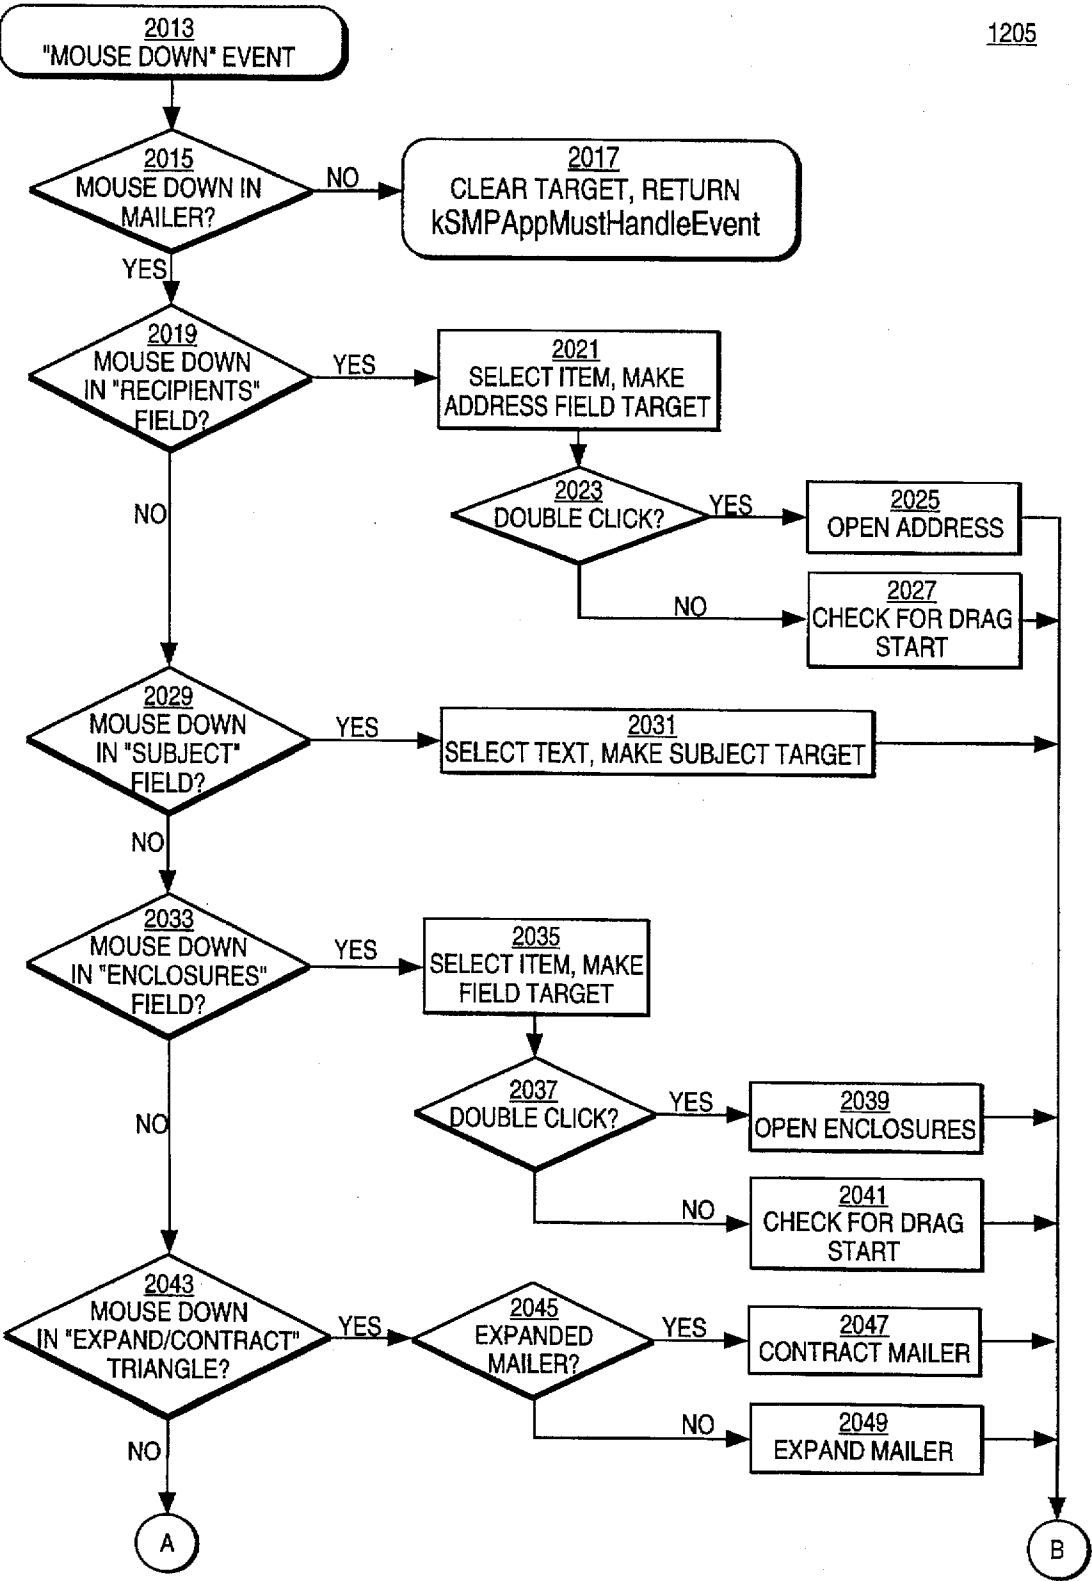 1205
2013
"MOUSE DOWN" EVENT
2015
MOUSE DOWN IN
MAILER?
NO
2017
CLEAR TARGET, RETURN
kSMPAppMustHandleEvent
YES
2019
MOUSE DOWN
IN "RECIPIENTS"
FIELD?
YES
2021
SELECT ITEM, MAKE
ADDRESS FIELD TARGET
2023
DOUBLE CLICK?
YES
2025
OPEN ADDRESS
NO
2027
CHECK FOR DRAG
START
NO
2029
MOUSE DOWN
IN "SUBJECT"
FIELD?
YES
2031
SELECT TEXT, MAKE SUBJECT TARGET
NO
2033
MOUSE DOWN
IN "ENCLOSURES"
FIELD?
YES
2035
SELECT ITEM, MAKE
FIELD TARGET
2037
DOUBLE CLICK?
YES
2039
OPEN ENCLOSURES
NO
2041
CHECK FOR DRAG
START
NO
2043
MOUSE DOWN
IN "EXPAND/CONTRACT"
TRIANGLE?
YES
2045
EXPANDED
MAILER?
YES
2047
CONTRACT MAILER
NO
2049
EXPAND MAILER
NO
A
B